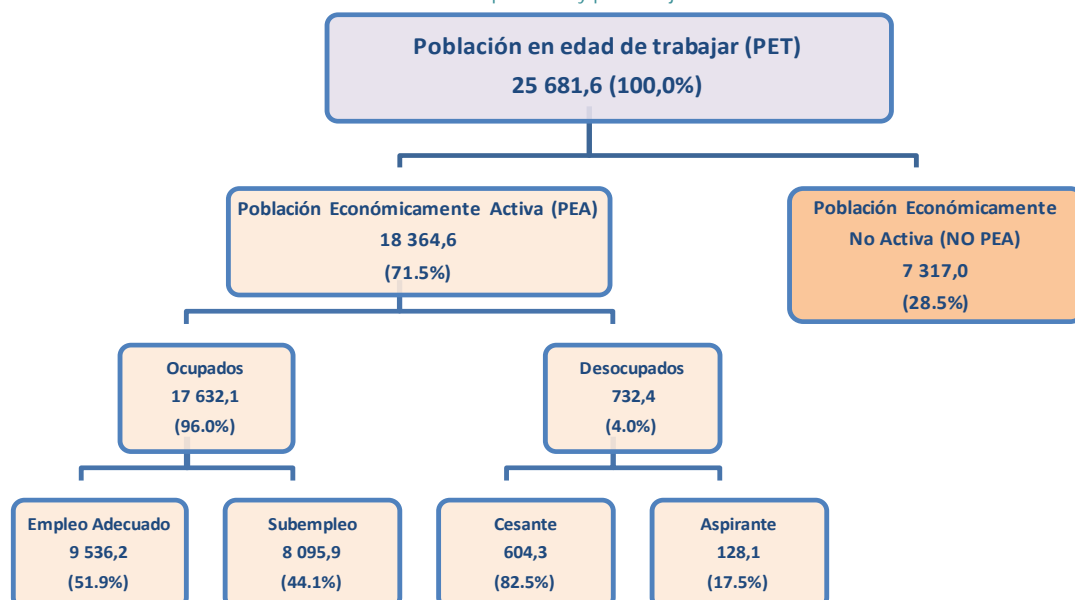 Población en edad de trabajar (PET)
25 681,6 (100,0%)
Población Económicamente Activa (PEA)
18 364,6
(71.5%)
Población Económicamente
No Activa (NO PEA)
7 317,0
(28.5%)
Ocupados
17 632,1
(96.0%)
Desocupados
732,4
(4.0%)
Empleo Adecuado
9 536,2
(51.9%)
Subempleo
8 095,9
(44.1%)
Cesante
604,3
(82.5%)
Aspirante
128,1
(17.5%)